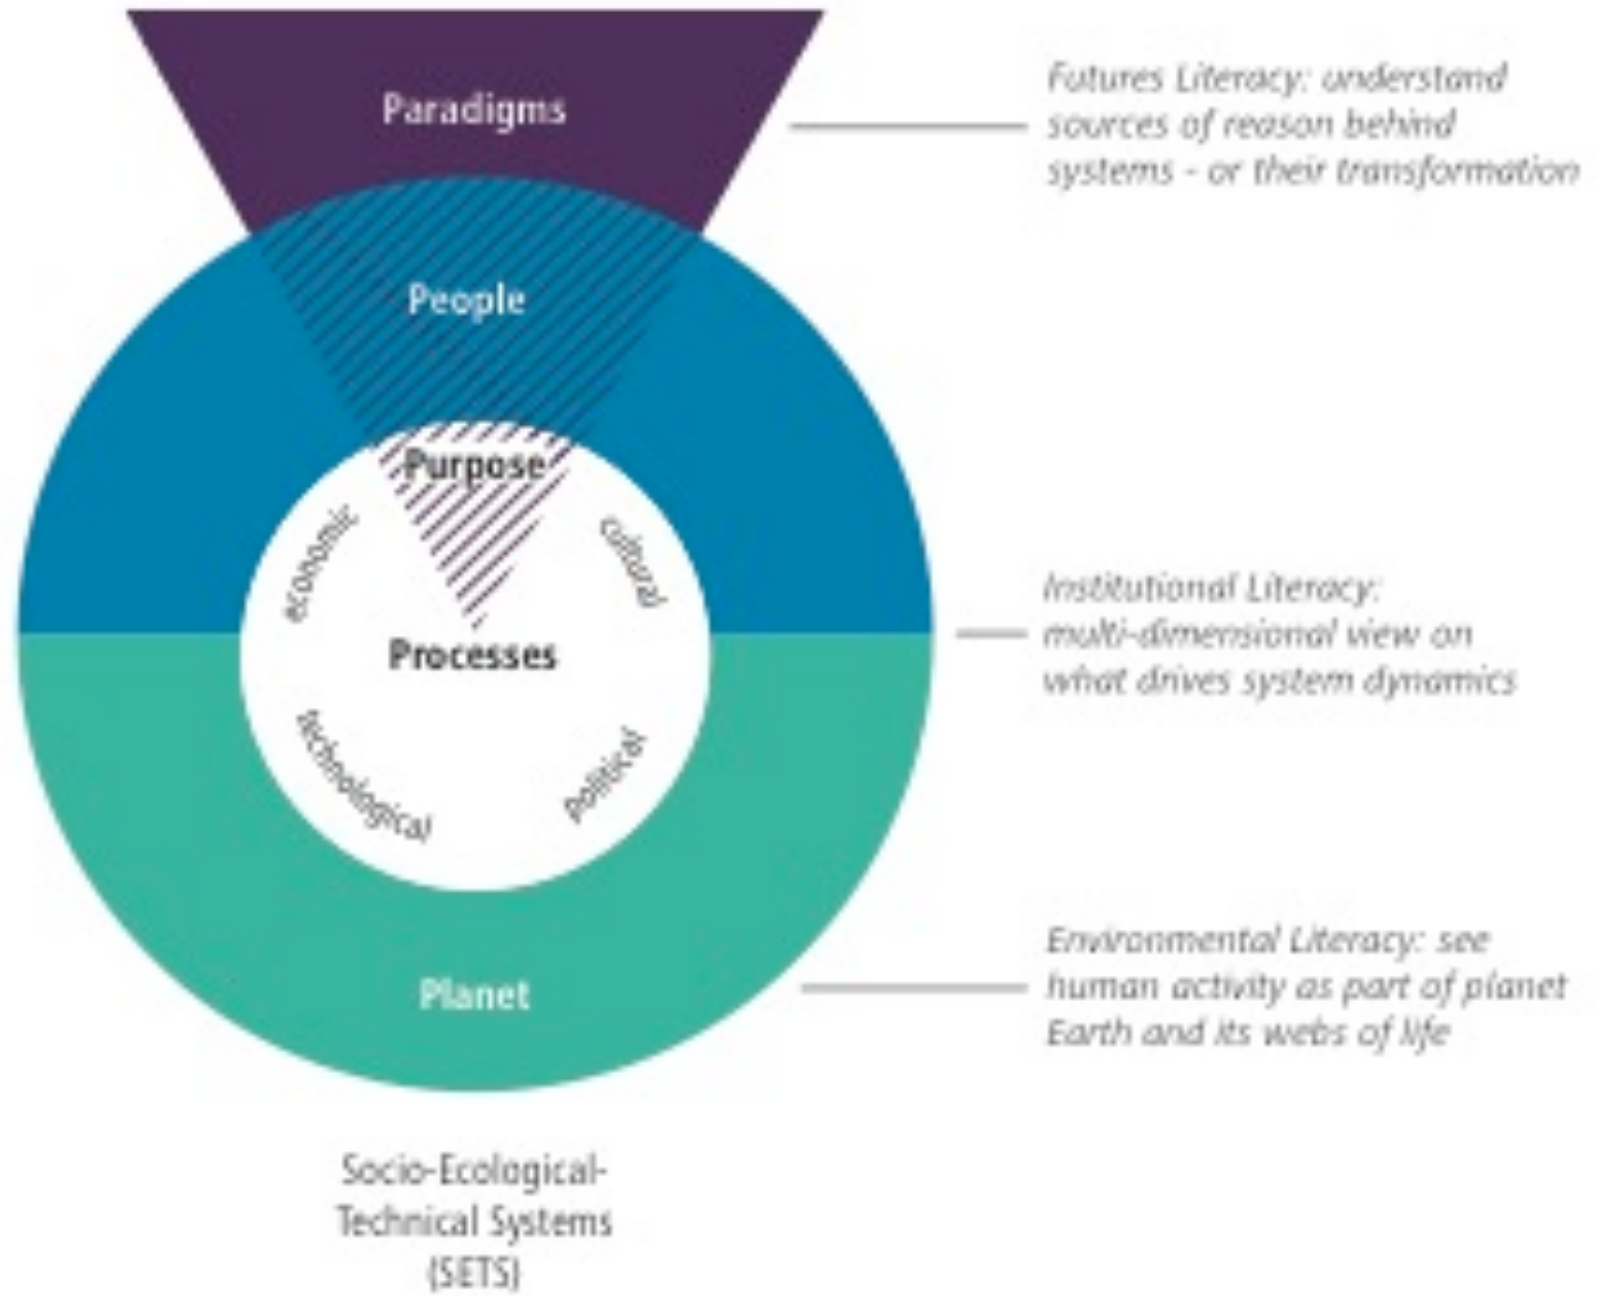 Paradigms
Futures Literacy: understand
sources of reason behind
systems - or their transformation
People
Purpose
economic
cultural
Processes
Institutional Literacy:
multi-dimensional view on
what drives system dynamics
technological
political
Planet
Environmental Literacy: see
human activity as part of planet
Earth and its webs of life
Socio-Ecological-
Technical Systems
(SETS)